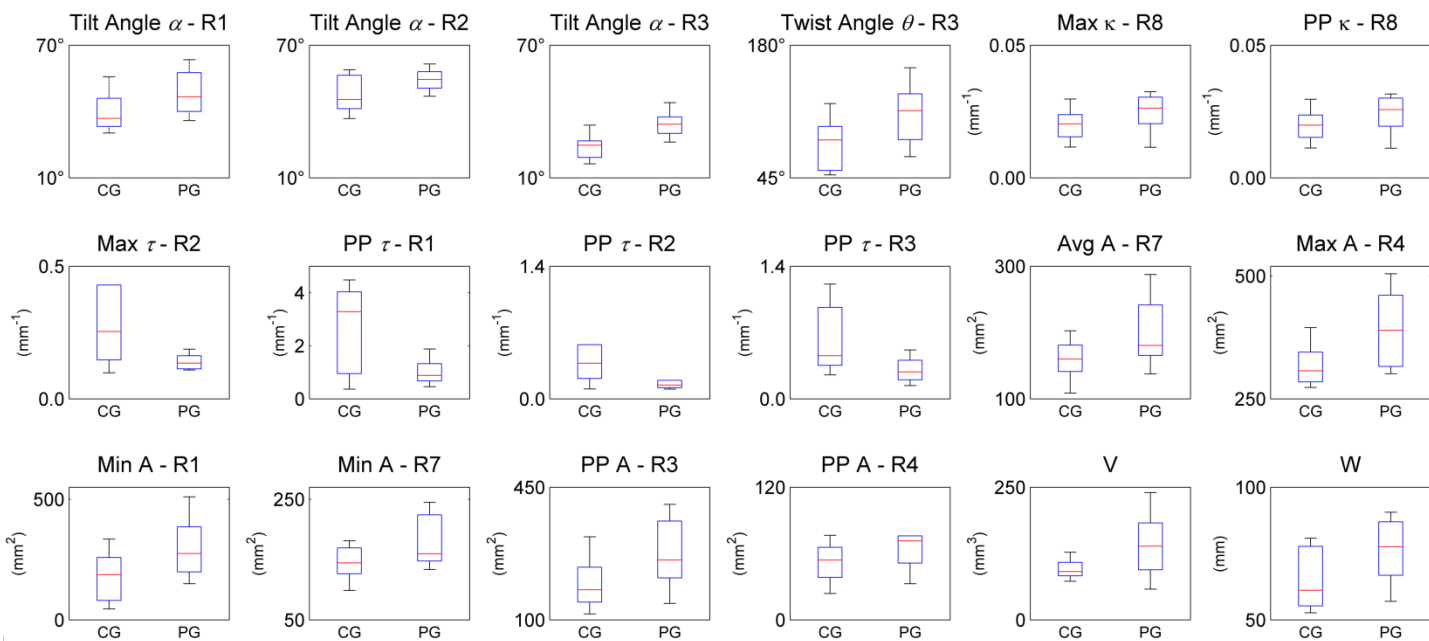 Tilt Angle α - R1
70°
10°
CG PG
Tilt Angle α - R2
70°
10°
CG PG
Tilt Angle α - R3
70°
10°
CG PG
Twist Angle θ - R3
180°
45°
CG PG
Max κ - R8
0.05
(mm⁻¹)
0.00
CG PG
PP κ - R8
0.05
(mm⁻¹)
0.00
CG PG
Max τ - R2
0.5
(mm⁻¹)
0.0
CG PG
PP τ - R1
4
(mm⁻¹)
2
0
CG PG
PP τ - R2
1.4
(mm⁻¹)
0.0
CG PG
PP τ - R3
1.4
(mm⁻¹)
0.0
CG PG
Avg A - R7
300
(mm²)
100
CG PG
Max A - R4
500
(mm²)
250
CG PG
Min A - R1
500
(mm²)
0
CG PG
Min A - R7
250
(mm²)
50
CG PG
PP A - R3
450
(mm²)
100
CG PG
PP A - R4
120
(mm²)
0
CG PG
V
250
(mm³)
0
CG PG
W
100
(mm)
50
CG PG